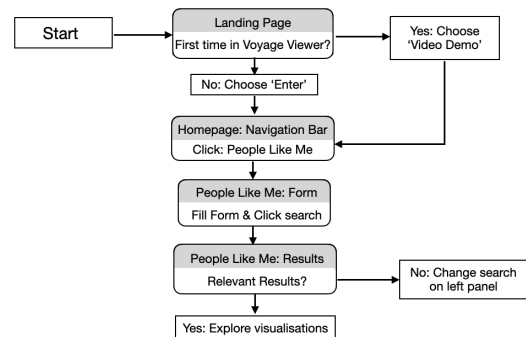 Start
Landing Page
First time in Voyage Viewer?
Yes: Choose
‘Video Demo’
No: Choose ‘Enter’
Homepage: Navigation Bar
Click: People Like Me
People Like Me: Form
Fill Form & Click search
People Like Me: Results
Relevant Results?
No: Change search
on left panel
Yes: Explore visualisations